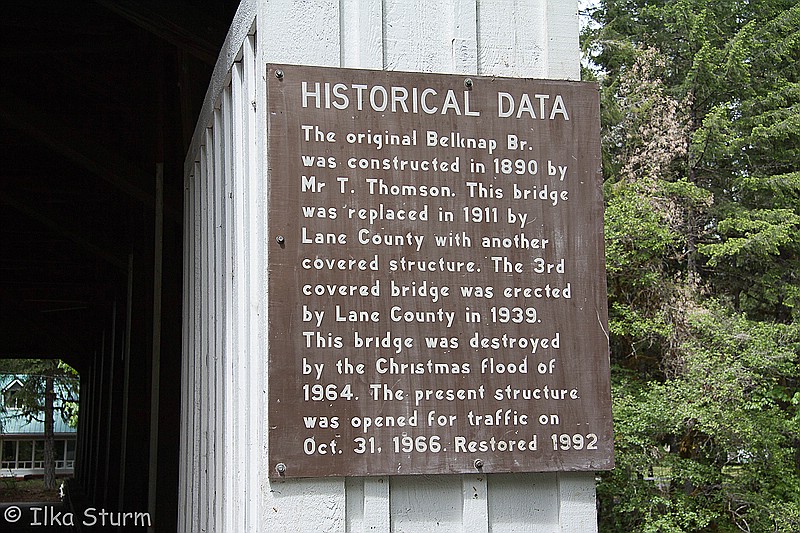 HISTORICAL DATA
The original Belknap Br.
was constructed in 1890 by
Mr T. Thomson. This bridge
was replaced in 1911 by
Lane County with another
covered structure. The 3rd
covered bridge was erected
by Lane County in 1939.
This bridge was destroyed
by the Christmas flood of
1964. The present structure
was opened for traffic on
Oct. 31, 1966. Restored 1992
© Ilka Sturm